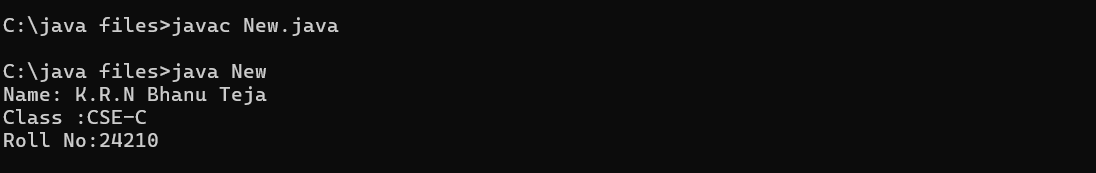 C:\java files>javac New.java
C:\java files>java New
Name: K.R.N Bhanu Teja
Class :CSE-C
Roll No:24210